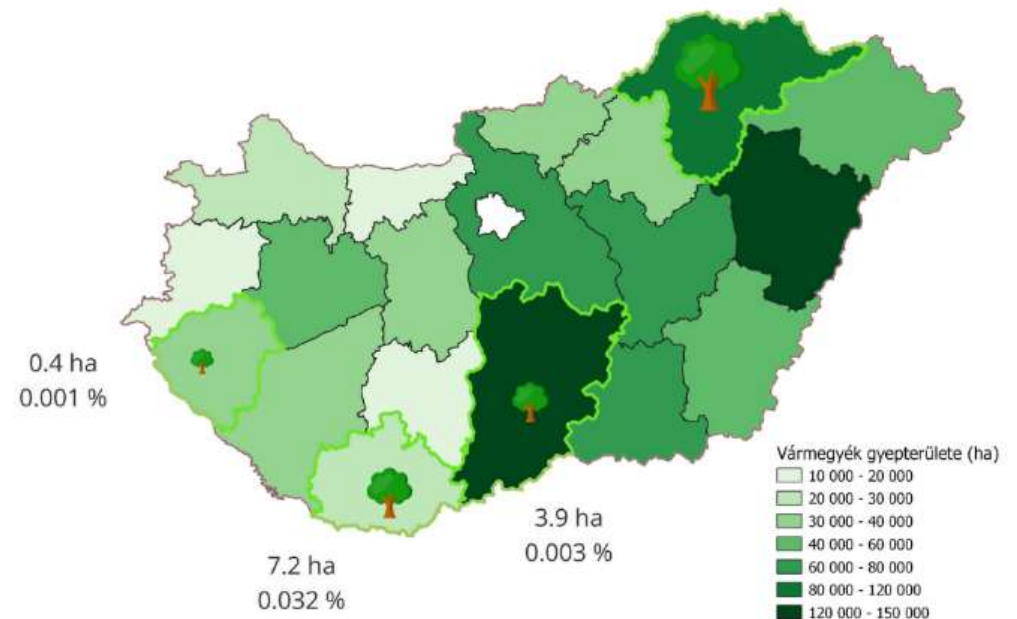 0.4 ha
0.001 %
7.2 ha
0.032 %
3.9 ha
0.003 %
Vármegyék gyepterülete (ha)
10 000 - 20 000
20 000 - 30 000
30 000 - 40 000
40 000 - 60 000
60 000 - 80 000
80 000 - 120 000
120 000 - 150 000